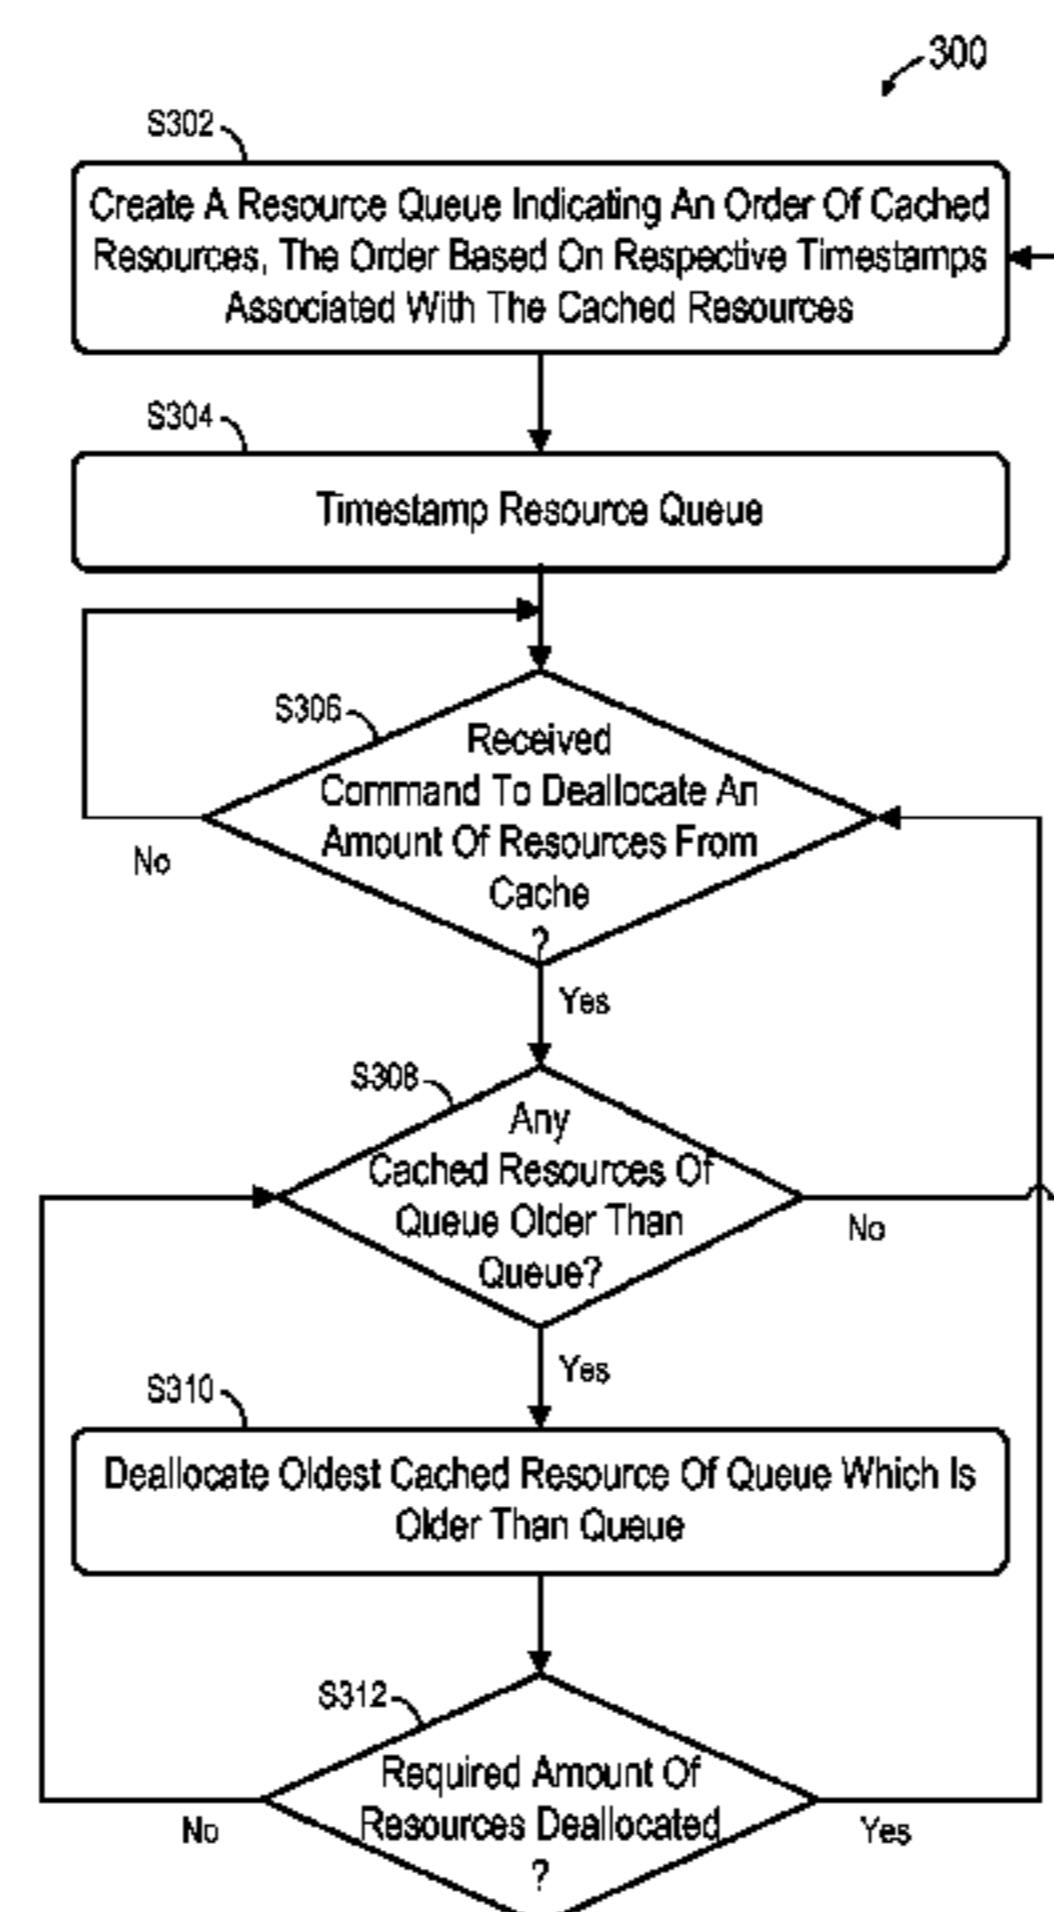 300
S302
Create A Resource Queue Indicating An Order Of Cached
Resources, The Order Based On Respective Timestamps
Associated With The Cached Resources
S304
Timestamp Resource Queue
S306
Received
Command To Deallocate An
Amount Of Resources From
Cache
?
No
Yes
S308
Any
Cached Resources Of
Queue Older Than
Queue?
No
Yes
S310
Deallocate Oldest Cached Resource Of Queue Which Is
Older Than Queue
S312
Required Amount Of
Resources Deallocated
?
No
Yes